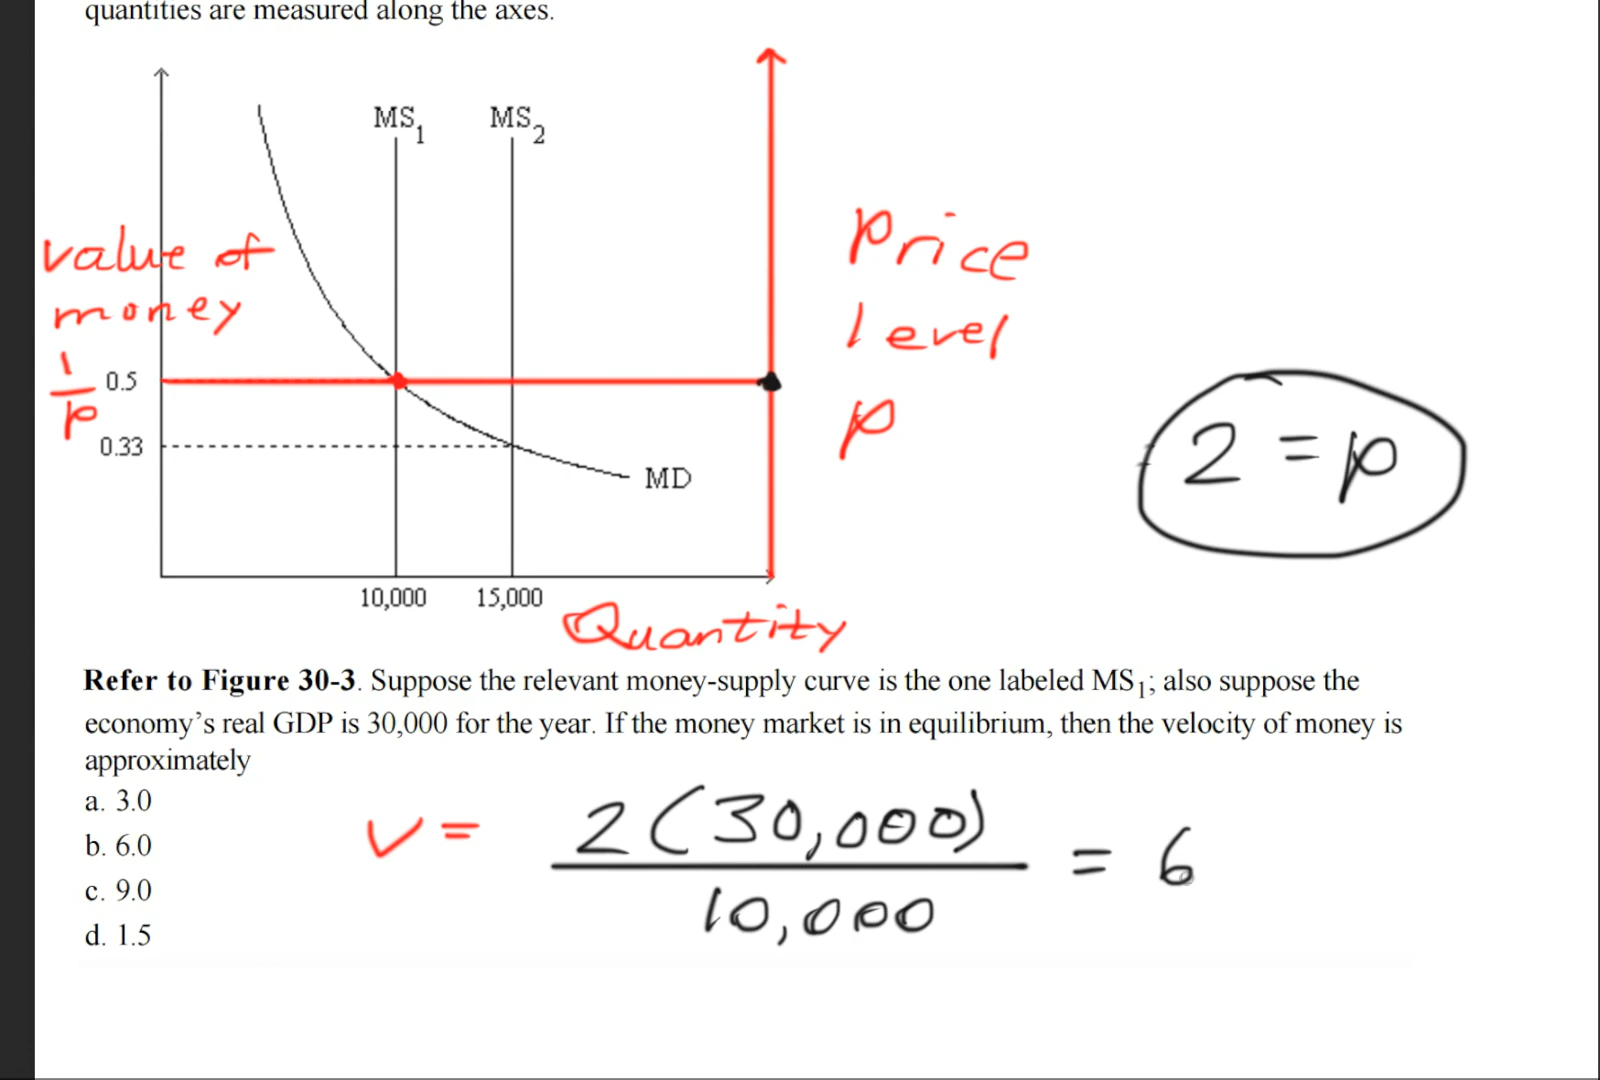 quantities are measured along the axes.
MS1 MS2
value of
money
1/p
0.5
0.33
MD
10,000 15,000
Quantity
Price
level
p
2 = p
Refer to Figure 30-3. Suppose the relevant money-supply curve is the one labeled MS1; also suppose the
economy's real GDP is 30,000 for the year. If the money market is in equilibrium, then the velocity of money is
approximately
a. 3.0
b. 6.0
c. 9.0
d. 1.5
V =
2(30,000)
10,000
= 6